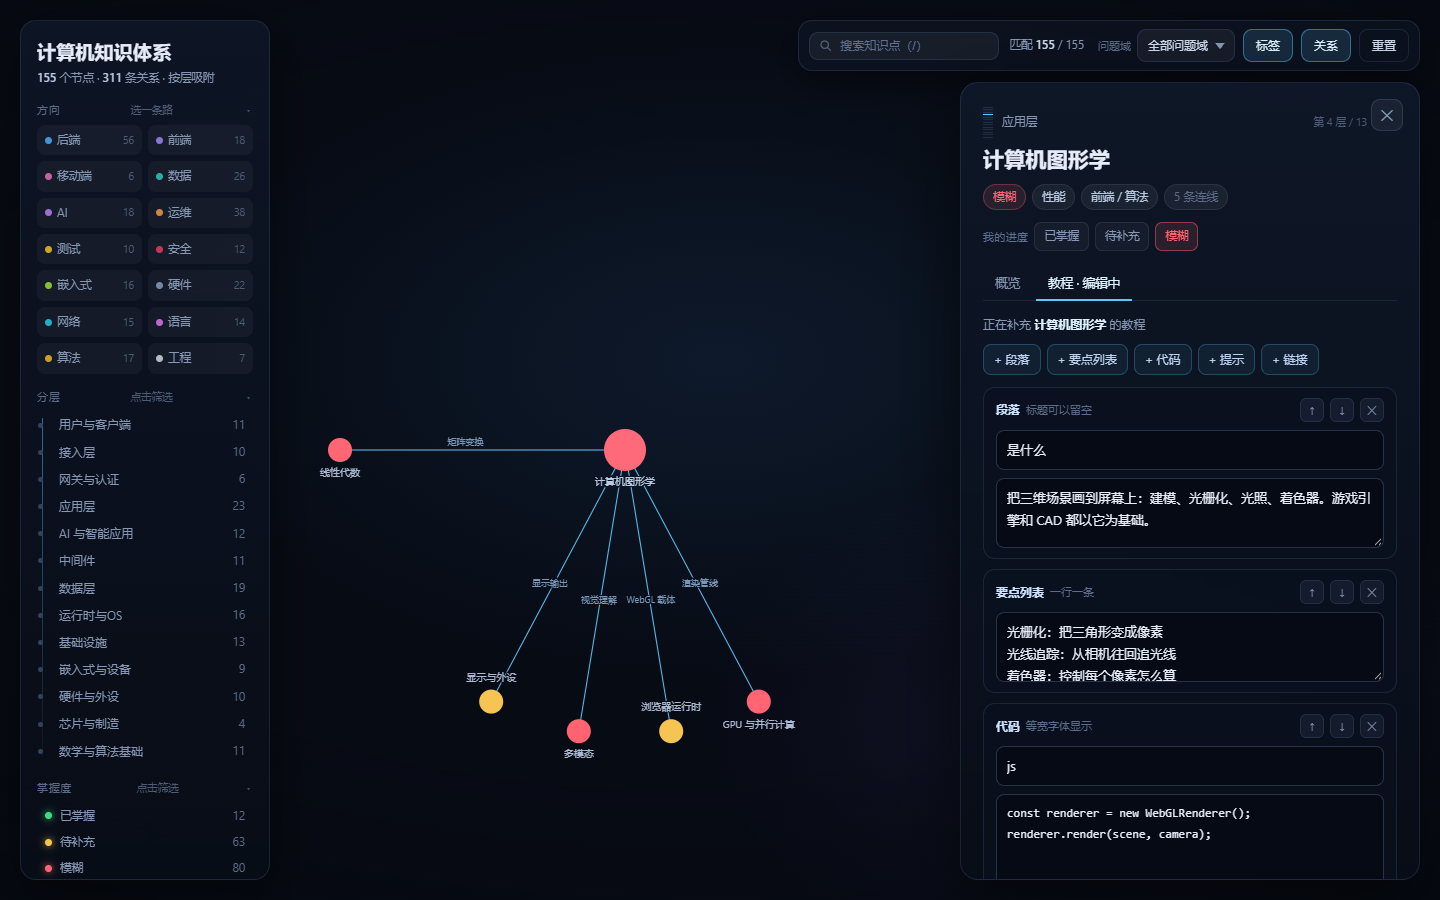 计算机知识体系
155 个节点 · 311 条关系 · 按层吸附
方向 选一条路
后端 56
前端 18
移动端 6
数据 26
AI 18
运维 38
测试 10
安全 12
嵌入式 16
硬件 22
网络 15
语言 14
算法 17
工程 7
分层 点击筛选
用户与客户端 11
接入层 10
网关与认证 6
应用层 23
AI 与智能应用 12
中间件 11
数据层 19
运行时与OS 16
基础设施 13
嵌入式与设备 9
硬件与外设 10
芯片与制造 4
数学与算法基础 11
掌握度 点击筛选
已掌握 12
待补充 63
模糊 80
搜索知识点（/） 匹配 155 / 155 问题域 全部问题域 标签 关系 重置
矩阵变换
线性代数
计算机图形学
显示输出
视觉理解
WebGL 载体
渲染管线
显示与外设
多模态
浏览器运行时
GPU 与并行计算
应用层 第 4 层 / 13
计算机图形学
模糊 性能 前端 / 算法 5 条连线
我的进度 已掌握 待补充 模糊
概览 教程 · 编辑中
正在补充 计算机图形学 的教程
+ 段落 + 要点列表 + 代码 + 提示 + 链接
段落 标题可以留空 ↑ ↓
是什么
把三维场景画到屏幕上：建模、光栅化、光照、着色器。游戏引
擎和 CAD 都以它为基础。
要点列表 一行一条 ↑ ↓
光栅化：把三角形变成像素
光线追踪：从相机往回追光线
着色器：控制每个像素怎么算
代码 等宽字体显示 ↑ ↓
js
const renderer = new WebGLRenderer();
renderer.render(scene, camera);